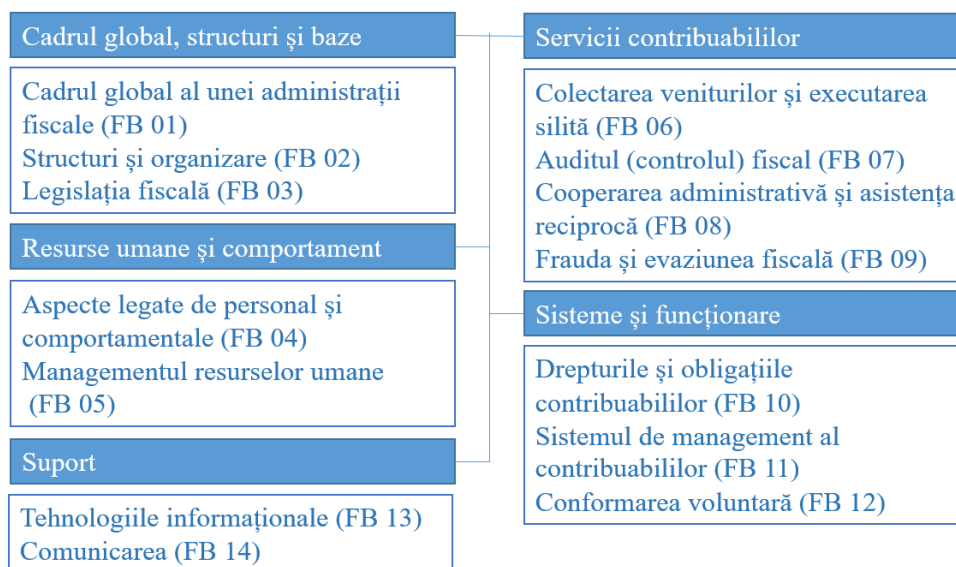 Cadrul global, structuri și baze
Cadrul global al unei administrații
fiscale (FB 01)
Structuri și organizare (FB 02)
Legislația fiscală (FB 03)
Resurse umane și comportament
Aspecte legate de personal și
comportamentale (FB 04)
Managementul resurselor umane
(FB 05)
Suport
Tehnologiile informaționale (FB 13)
Comunicarea (FB 14)
Servicii contribuabililor
Colectarea veniturilor și executarea
silită (FB 06)
Auditul (controlul) fiscal (FB 07)
Cooperarea administrativă și asistența
reciprocă (FB 08)
Frauda și evaziunea fiscală (FB 09)
Sisteme și funcționare
Drepturile și obligațiile
contribuabililor (FB 10)
Sistemul de management al
contribuabililor (FB 11)
Conformarea voluntară (FB 12)